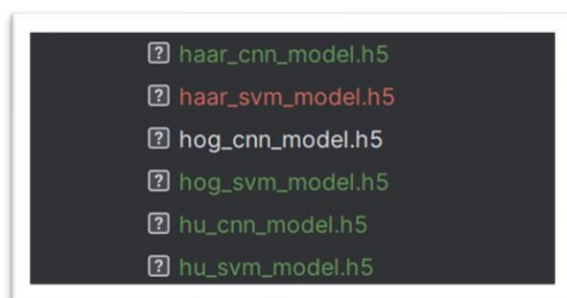 haar_cnn_model.h5
haar_svm_model.h5
hog_cnn_model.h5
hog_svm_model.h5
hu_cnn_model.h5
hu_svm_model.h5